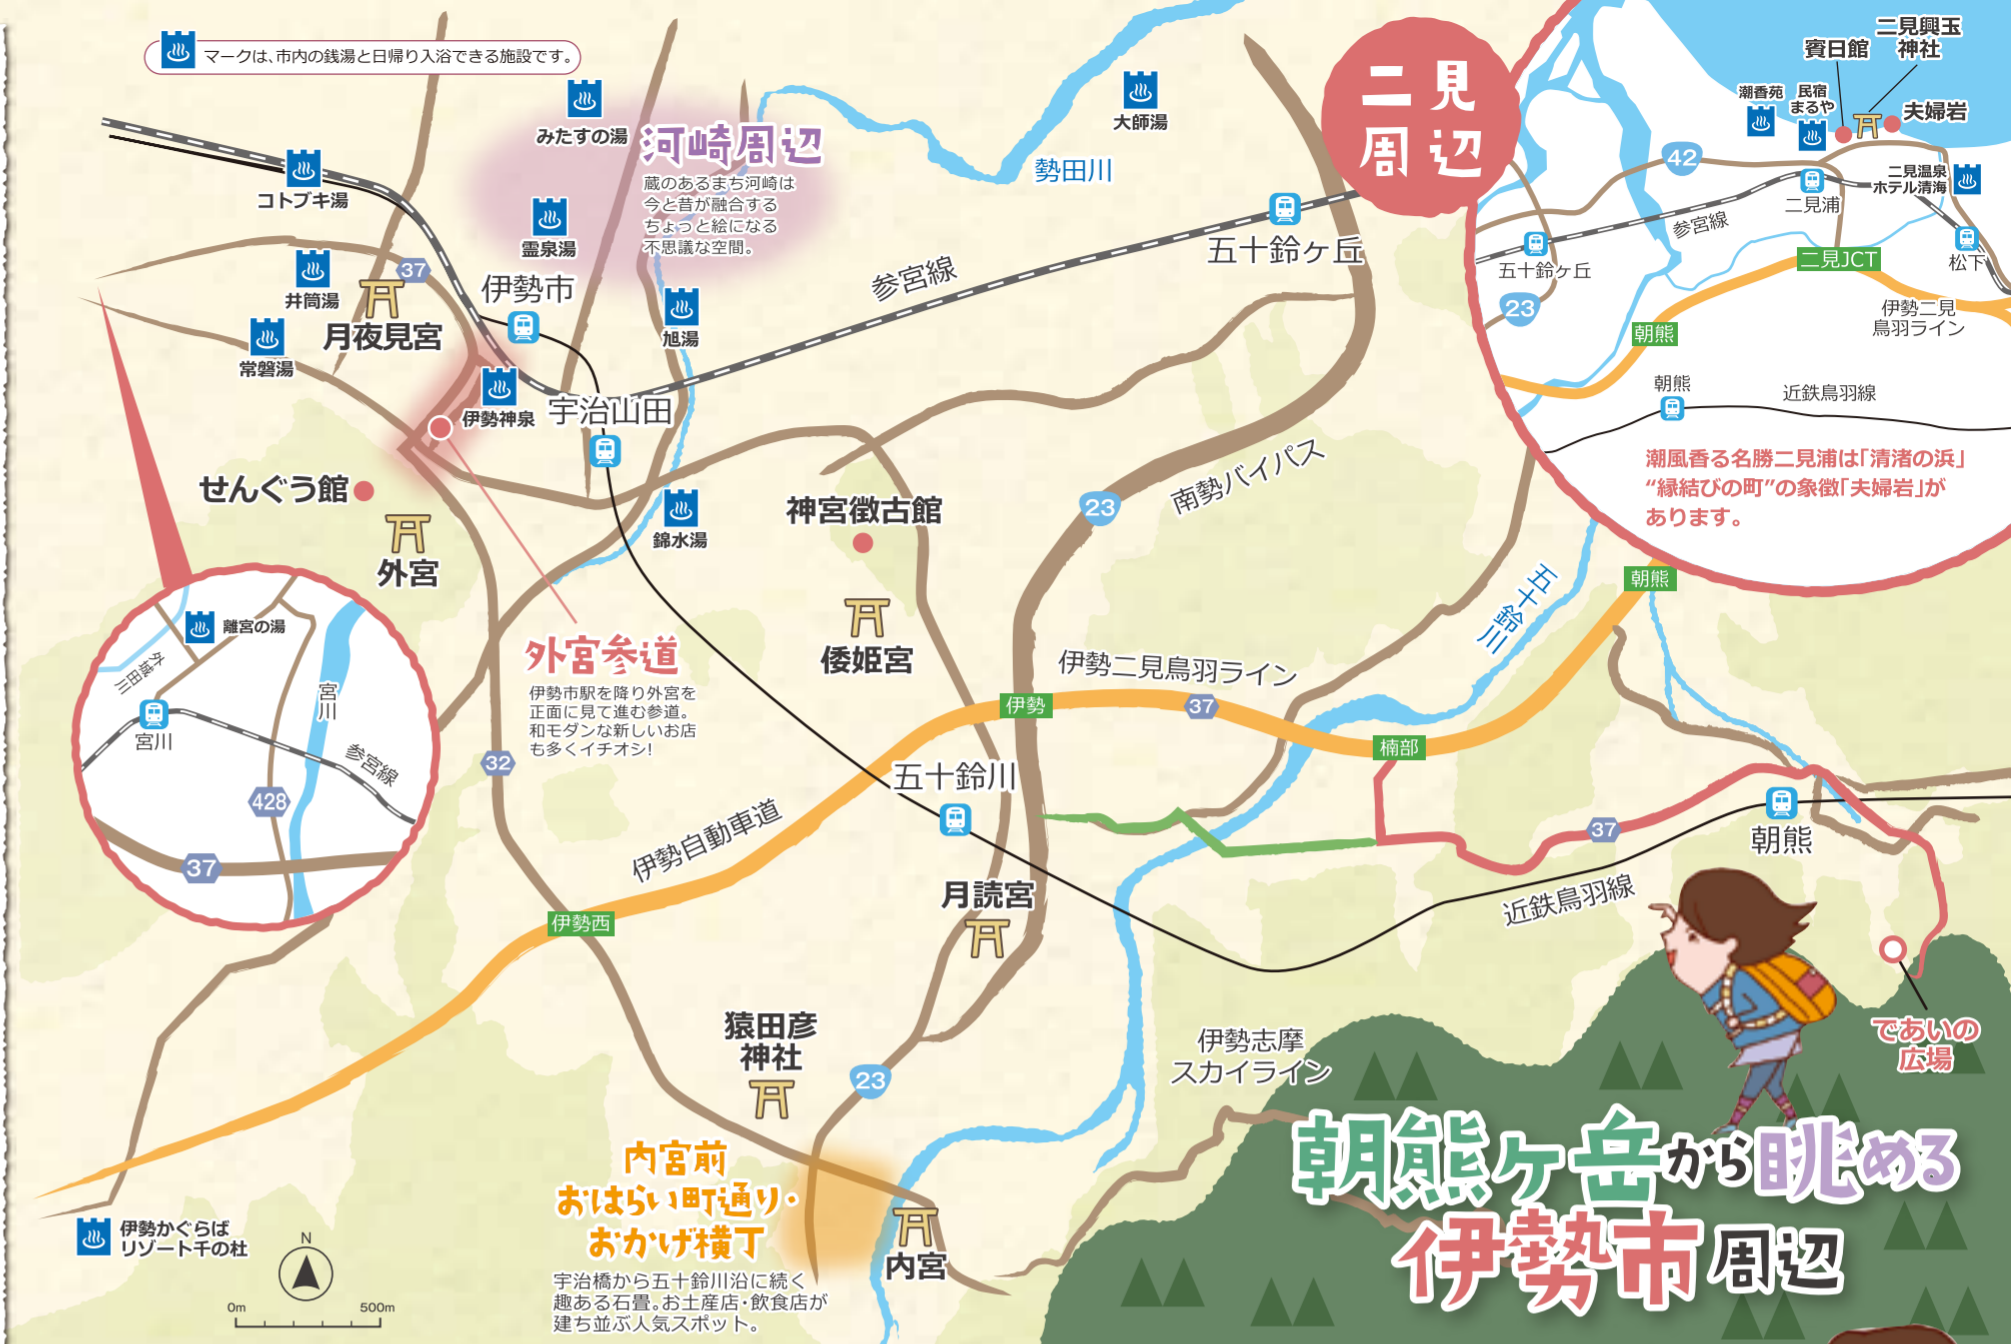 マークは、市内の銭湯と日帰り入浴できる施設です。
みたすの湯
河崎周辺
蔵のあるまち河崎は
今と昔が融合する
ちょっと絵になる
不思議な空間。
大師湯
勢田川
コトブキ湯
霊泉湯
井筒湯
37
月夜見宮
伊勢市
旭湯
常磐湯
伊勢神泉
宇治山田
参宮線
五十鈴ヶ丘
せんぐう館
外宮
錦水湯
神宮徴古館
倭姫宮
23
南勢バイパス
外宮参道
伊勢市駅を降り外宮を
正面に見て進む参道。
和モダンな新しいお店
も多くイチオシ!
二見
周辺
二見興玉
神社
賓日館
潮香苑
民宿
まるや
夫婦岩
42
二見温泉
ホテル清海
二見浦
参宮線
五十鈴ヶ丘
23
二見JCT
松下
伊勢二見
鳥羽ライン
朝熊
朝熊
近鉄鳥羽線
潮風香る名勝二見浦は「清渚の浜」
“縁結びの町”の象徴「夫婦岩」が
あります。
離宮の湯
外城田川
宮川
宮川
参宮線
428
37
32
伊勢自動車道
伊勢西
伊勢
伊勢二見鳥羽ライン
37
楠部
朝熊
五十鈴川
五十鈴川
37
朝熊
近鉄鳥羽線
月読宮
であいの
広場
猿田彦
神社
23
伊勢志摩
スカイライン
内宮前
おはらい町通り・
おかげ横丁
宇治橋から五十鈴川沿に続く
趣ある石畳。お土産店・飲食店が
建ち並ぶ人気スポット。
内宮
伊勢かぐらば
リゾート千の杜
N
0m
500m
朝熊ヶ岳から眺める
伊勢市周辺